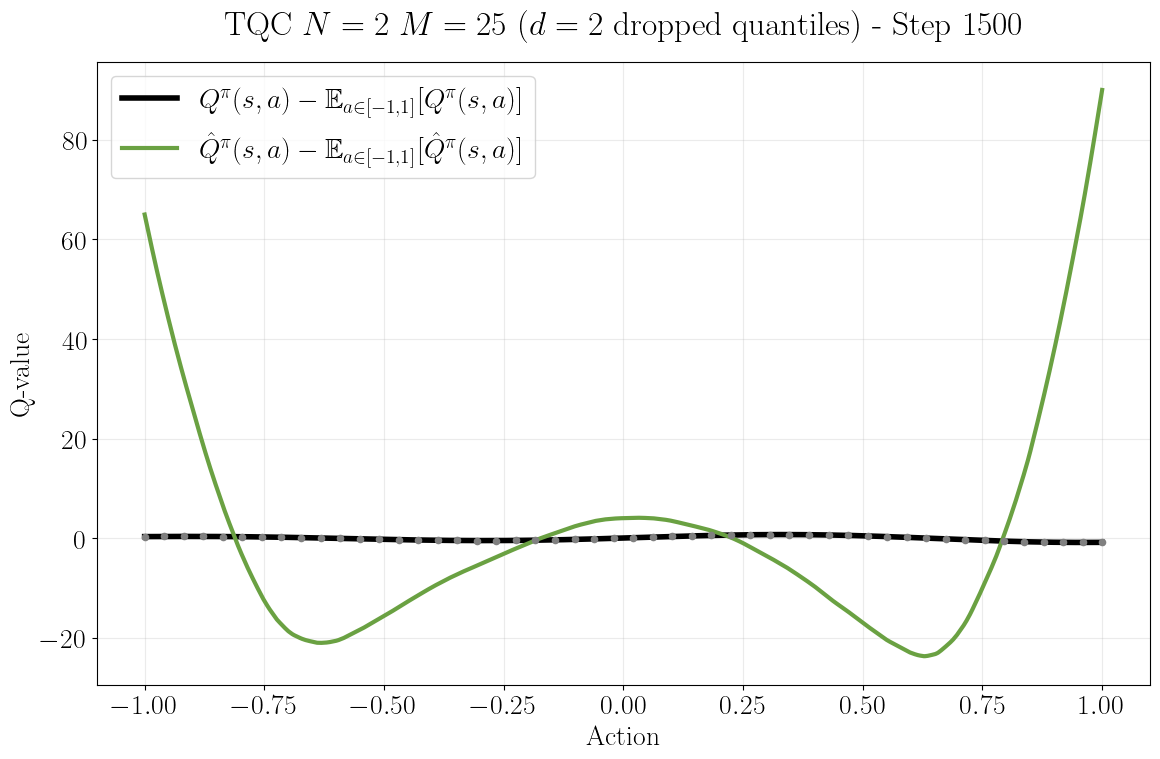 TQC N = 2 M = 25 (d = 2 dropped quantiles) - Step 1500
Q^π(s, a) − 𝔼_{a∈[−1,1]}[Q^π(s, a)]
Q̂^π(s, a) − 𝔼_{a∈[−1,1]}[Q̂^π(s, a)]
80
60
40
20
0
−20
Q-value
−1.00 −0.75 −0.50 −0.25 0.00 0.25 0.50 0.75 1.00
Action